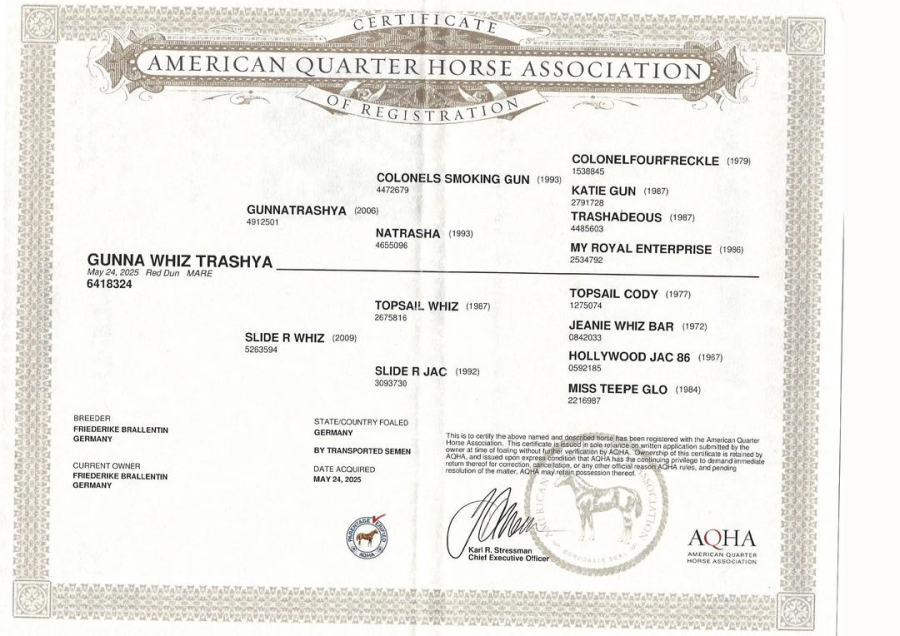 CERTIFICATE
AMERICAN QUARTER HORSE ASSOCIATION
OF REGISTRATION
COLONELFOURFRECKLE (1979)
1538845
COLONELS SMOKING GUN (1993)
4472679
KATIE GUN (1987)
2791728
GUNNATRASHYA (2006)
4912501
TRASHADEOUS (1987)
4485603
NATRASHA (1993)
4655096
MY ROYAL ENTERPRISE (1986)
2534792
GUNNA WHIZ TRASHYA
May 24, 2025 Red Dun MARE
6418324
TOPSAIL CODY (1977)
1275074
TOPSAIL WHIZ (1987)
2675816
JEANIE WHIZ BAR (1972)
0842033
SLIDE R WHIZ (2009)
5263594
HOLLYWOOD JAC 86 (1967)
0592185
SLIDE R JAC (1992)
3093730
MISS TEEPE GLO (1984)
2216987
BREEDER
FRIEDERIKE BRALLENTIN
GERMANY
CURRENT OWNER
FRIEDERIKE BRALLENTIN
GERMANY
STATE/COUNTRY FOALED
GERMANY
BY TRANSPORTED SEMEN
DATE ACQUIRED
MAY 24, 2025
This is to certify the above named and described horse has been registered with the American Quarter
Horse Association. This certificate is issued in sole reliance on written application submitted by the
owner at time of foaling without further verification by AQHA. Ownership of this certificate is retained by
AQHA, and issued upon express condition that AQHA has the continuing privilege to demand immediate
return thereof for correction, cancellation, or any other official reason AQHA rules, and pending
resolution of the matter, AQHA may retain possession thereof.
PARENTAGE VERIFIED
AQHA
Karl R. Stressman
Chief Executive Officer
AMERICAN
ASSOCIATION
CORPORATE SEAL
AQHA
AMERICAN QUARTER
HORSE ASSOCIATION